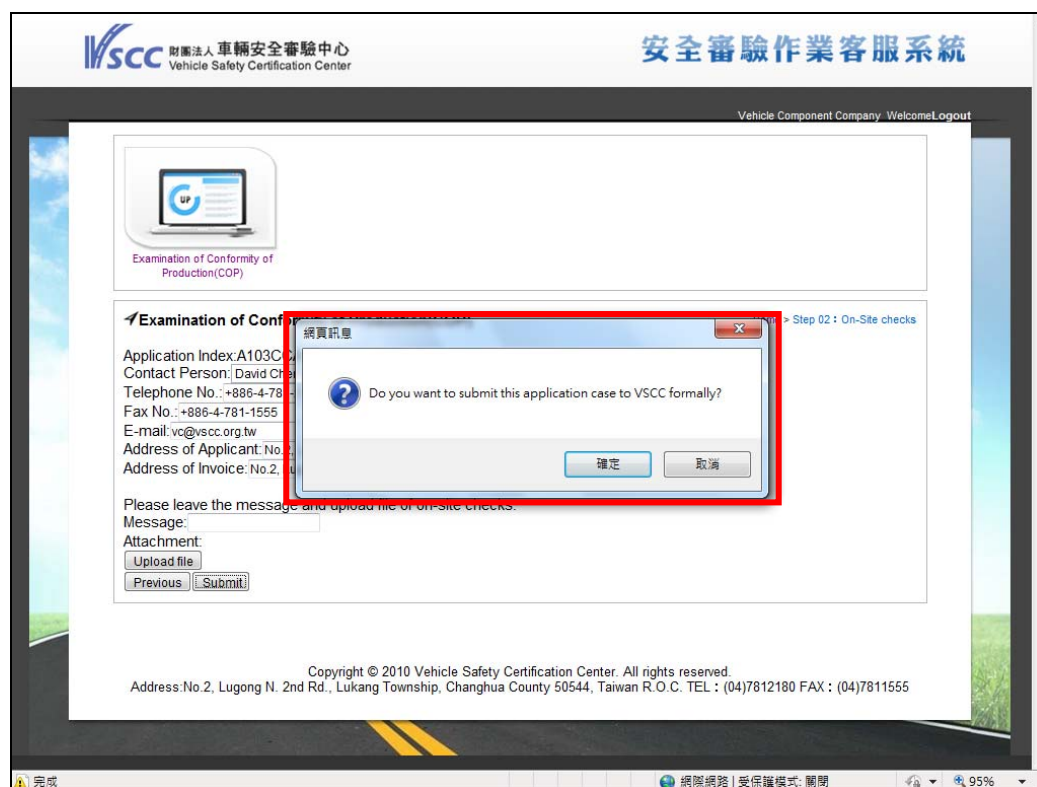 VSCC 財團法人車輛安全審驗中心
Vehicle Safety Certification Center
安全審驗作業客服系統
Vehicle Component Company WelcomeLogout
UP
Examination of Conformity of
Production(COP)
Examination of
> Step 02：On-Site checks
網頁訊息
Application Index:A103CC
Contact Person: David
Telephone No.: +886-4-78
Fax No.: +886-4-781-1555
E-mail: vc@vscc.org.tw
Address of Applicant: No.
Address of Invoice: No.2,
Do you want to submit this application case to VSCC formally?
確定 取消
Please leave the message and upload file of on-site checks.
Message:
Attachment:
Upload file
Previous Submit
Copyright © 2010 Vehicle Safety Certification Center. All rights reserved.
Address:No.2, Lugong N. 2nd Rd., Lukang Township, Changhua County 50544, Taiwan R.O.C. TEL：(04)7812180 FAX：(04)7811555
完成 網際網路 | 受保護模式: 關閉 95%